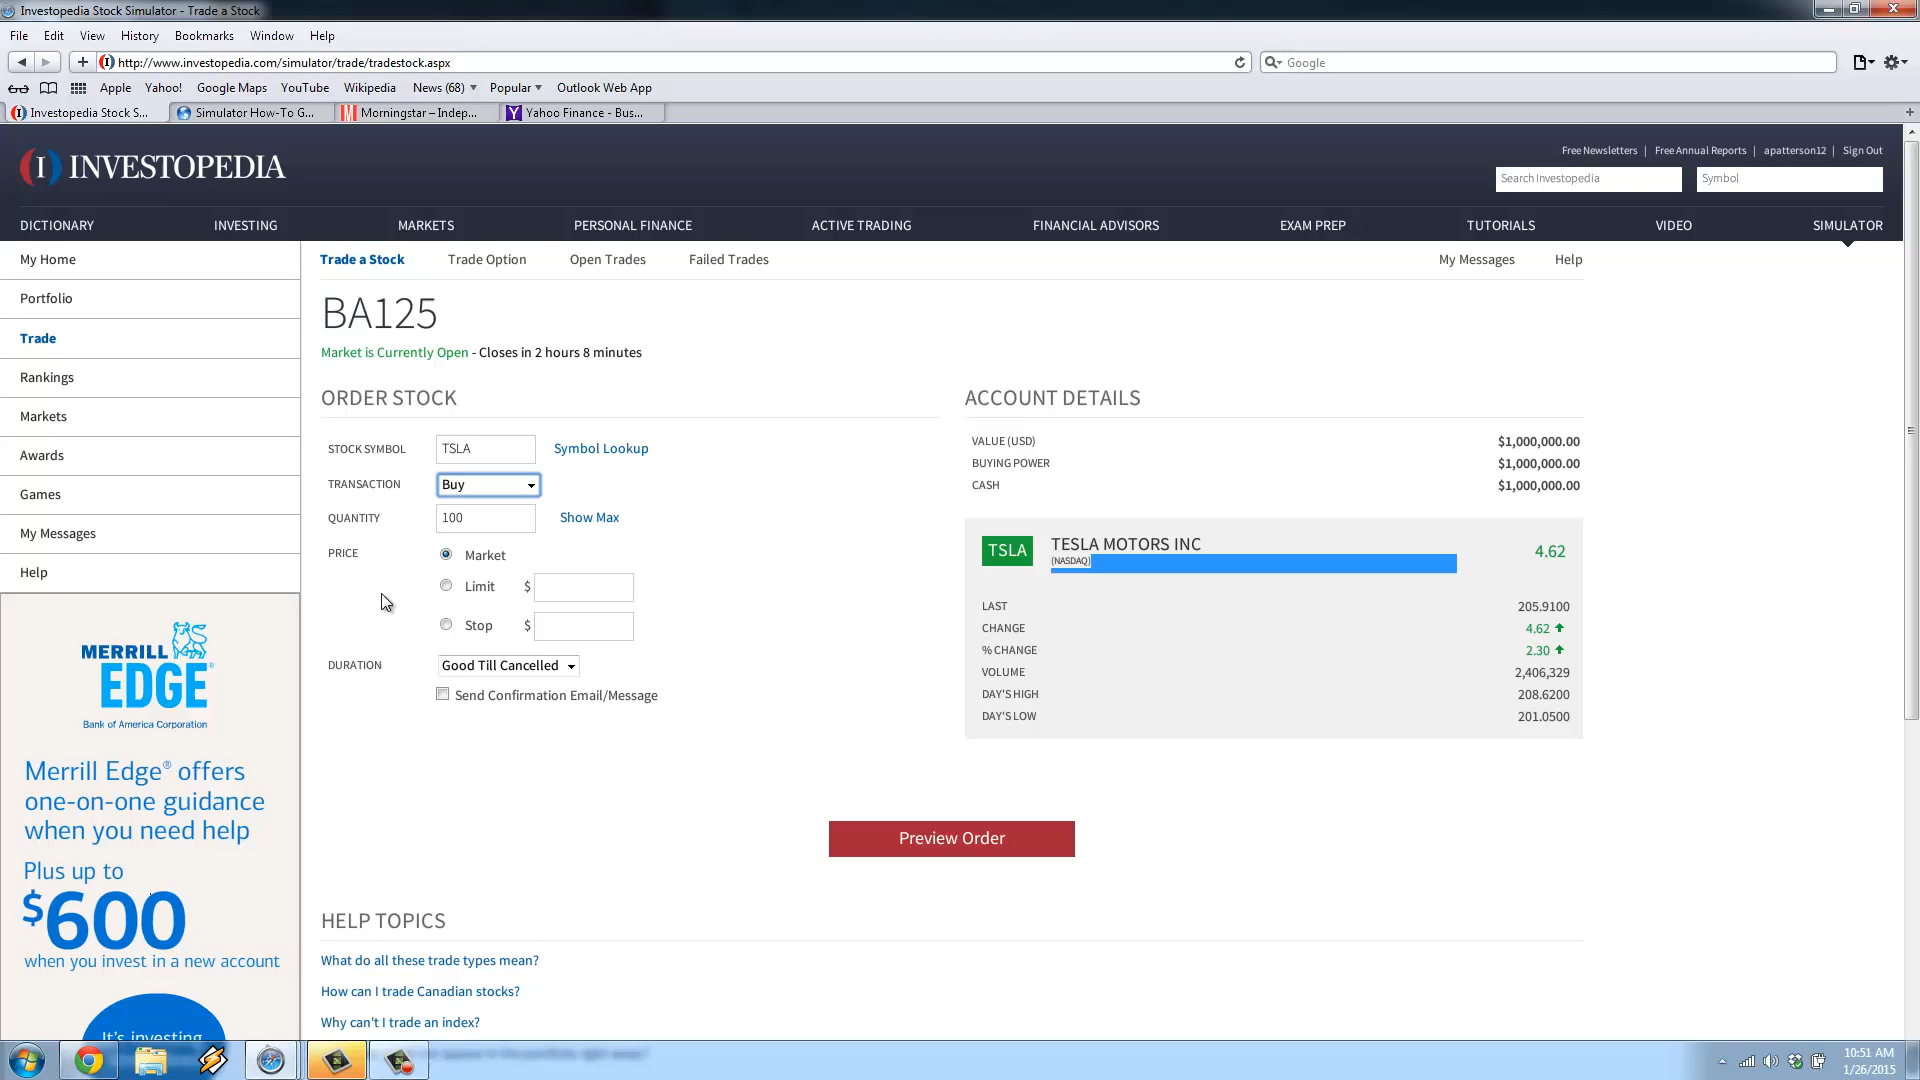 Investopedia Stock Simulator - Trade a Stock
File Edit View History Bookmarks Window Help
http://www.investopedia.com/simulator/trade/tradestock.aspx
Google
Apple Yahoo! Google Maps YouTube Wikipedia News (68) Popular Outlook Web App
Investopedia Stock S... Simulator How-To G... Morningstar – Indep... Yahoo Finance - Bus...
INVESTOPEDIA
Free Newsletters | Free Annual Reports | apatterson12 | Sign Out
Search Investopedia Symbol
DICTIONARY INVESTING MARKETS PERSONAL FINANCE ACTIVE TRADING FINANCIAL ADVISORS EXAM PREP TUTORIALS VIDEO SIMULATOR
My Home
Portfolio
Trade
Rankings
Markets
Awards
Games
My Messages
Help
MERRILL
EDGE®
Bank of America Corporation
Merrill Edge® offers
one-on-one guidance
when you need help
Plus up to
$600
when you invest in a new account
It's investing
Trade a Stock Trade Option Open Trades Failed Trades My Messages Help
BA125
Market is Currently Open - Closes in 2 hours 8 minutes
ORDER STOCK
STOCK SYMBOL TSLA Symbol Lookup
TRANSACTION Buy
QUANTITY 100 Show Max
PRICE Market
Limit $
Stop $
DURATION Good Till Cancelled
Send Confirmation Email/Message
ACCOUNT DETAILS
VALUE (USD) $1,000,000.00
BUYING POWER $1,000,000.00
CASH $1,000,000.00
TSLA TESLA MOTORS INC 4.62
(NASDAQ)
LAST 205.9100
CHANGE 4.62
% CHANGE 2.30
VOLUME 2,406,329
DAY'S HIGH 208.6200
DAY'S LOW 201.0500
Preview Order
HELP TOPICS
What do all these trade types mean?
How can I trade Canadian stocks?
Why can't I trade an index?
10:51 AM
1/26/2015